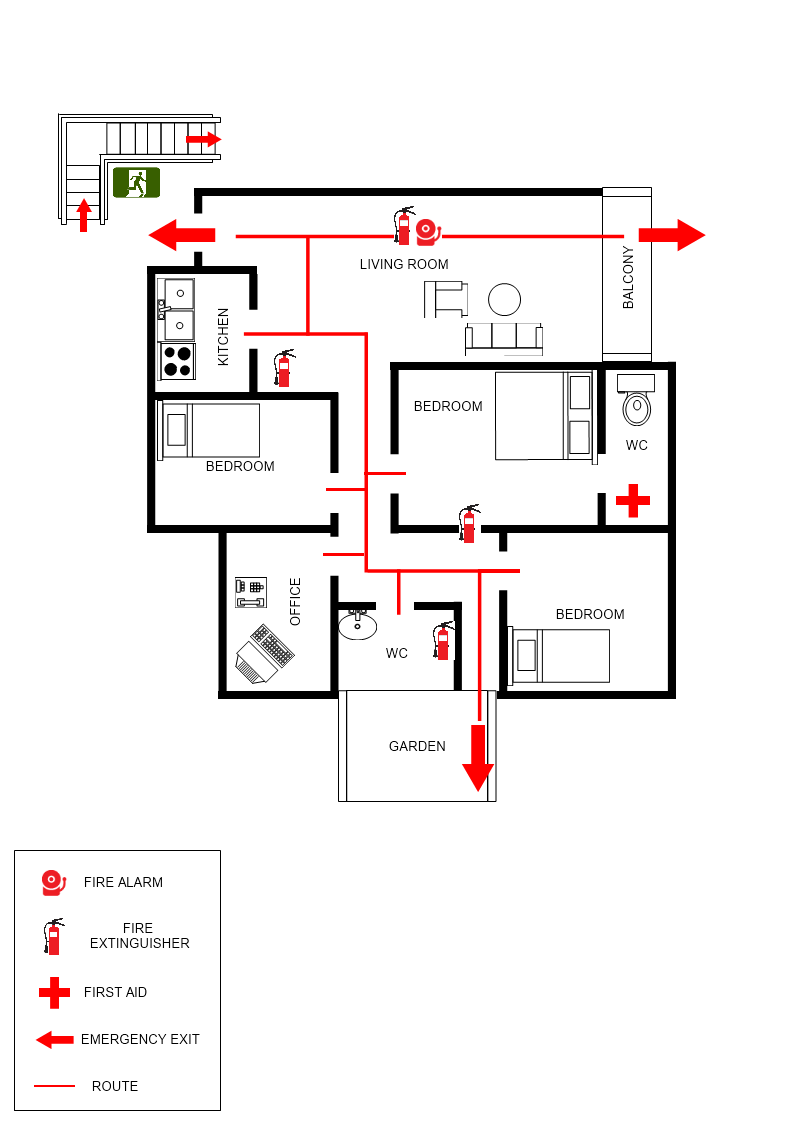 LIVING ROOM
BALCONY
KITCHEN
BEDROOM
WC
BEDROOM
OFFICE
BEDROOM
WC
GARDEN
FIRE ALARM
FIRE
EXTINGUISHER
FIRST AID
EMERGENCY EXIT
ROUTE